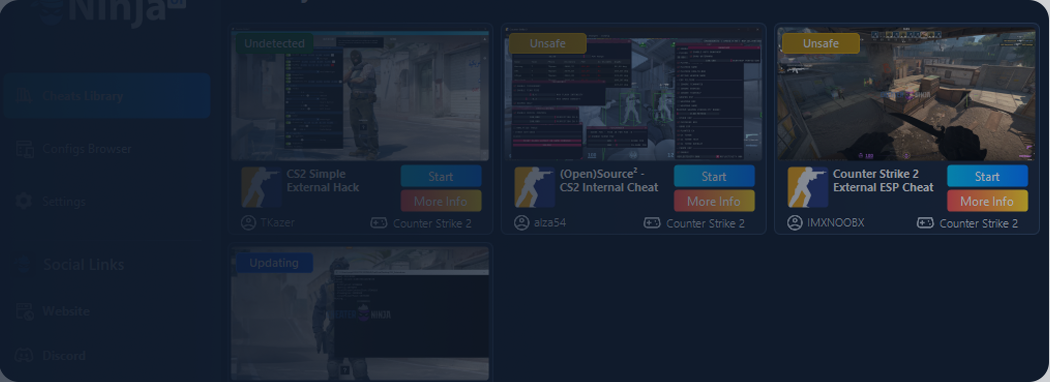 Ninja
Undetected
Unsafe
Unsafe
Cheats Library
Configs Browser
CS2 Simple
External Hack
Start
More Info
TKazer
Counter Strike 2
(Open)Source² -
CS2 Internal Cheat
Start
More Info
aiza54
Counter Strike 2
Counter Strike 2
External ESP Cheat
Start
More Info
IMXNOOBX
Counter Strike 2
Settings
Social Links
Updating
Website
Discord